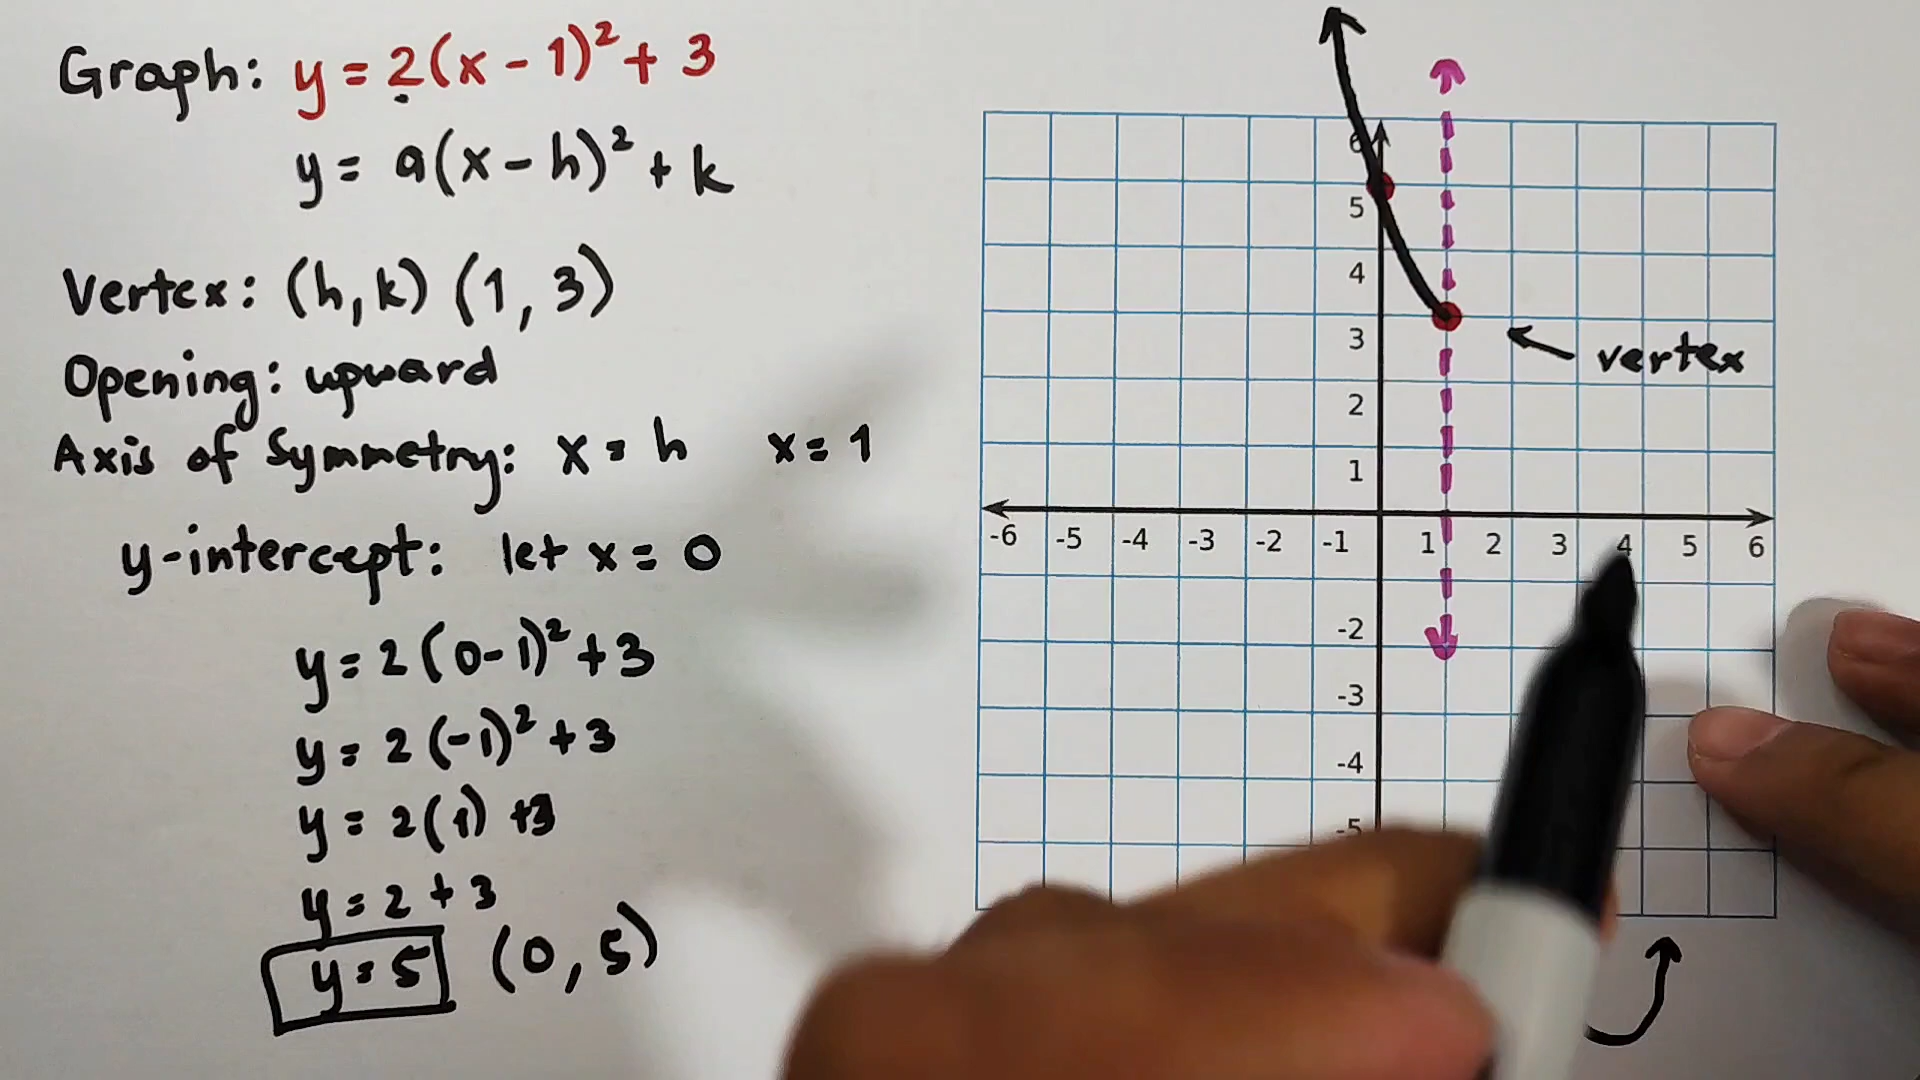 Graph: y = 2(x - 1)² + 3
y = a(x - h)² + k
Vertex: (h, k) (1, 3)
Opening: upward
Axis of Symmetry: x = h x = 1
y-intercept: let x = 0
y = 2(0-1)² + 3
y = 2(-1)² + 3
y = 2(1) + 3
y = 2 + 3
y = 5 (0, 5)
6
5
4
3
vertex
2
1
-6 -5 -4 -3 -2 -1 1 2 3 4 5 6
-2
-3
-4
-5